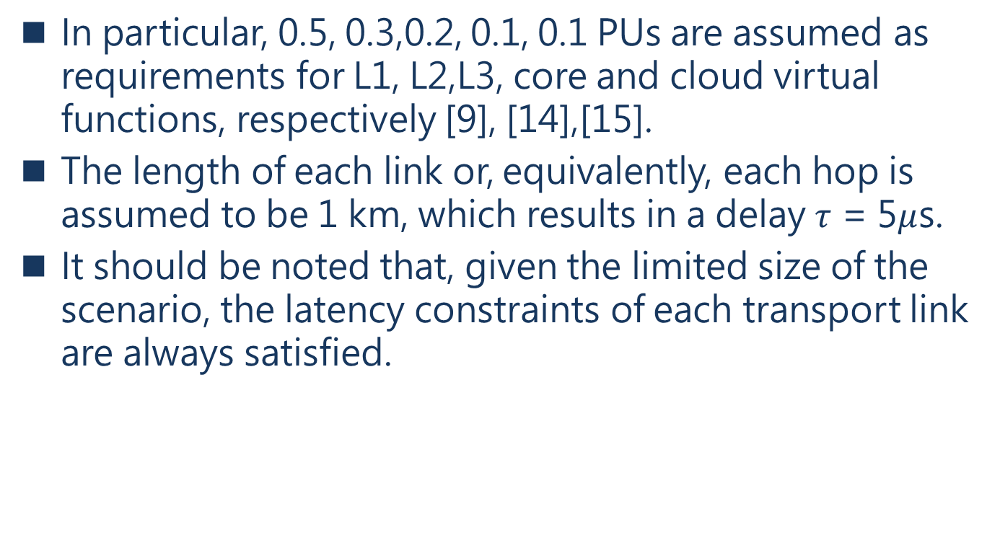 ■ In particular, 0.5, 0.3,0.2, 0.1, 0.1 PUs are assumed as
requirements for L1, L2,L3, core and cloud virtual
functions, respectively [9], [14],[15].
■ The length of each link or, equivalently, each hop is
assumed to be 1 km, which results in a delay τ = 5μs.
■ It should be noted that, given the limited size of the
scenario, the latency constraints of each transport link
are always satisfied.